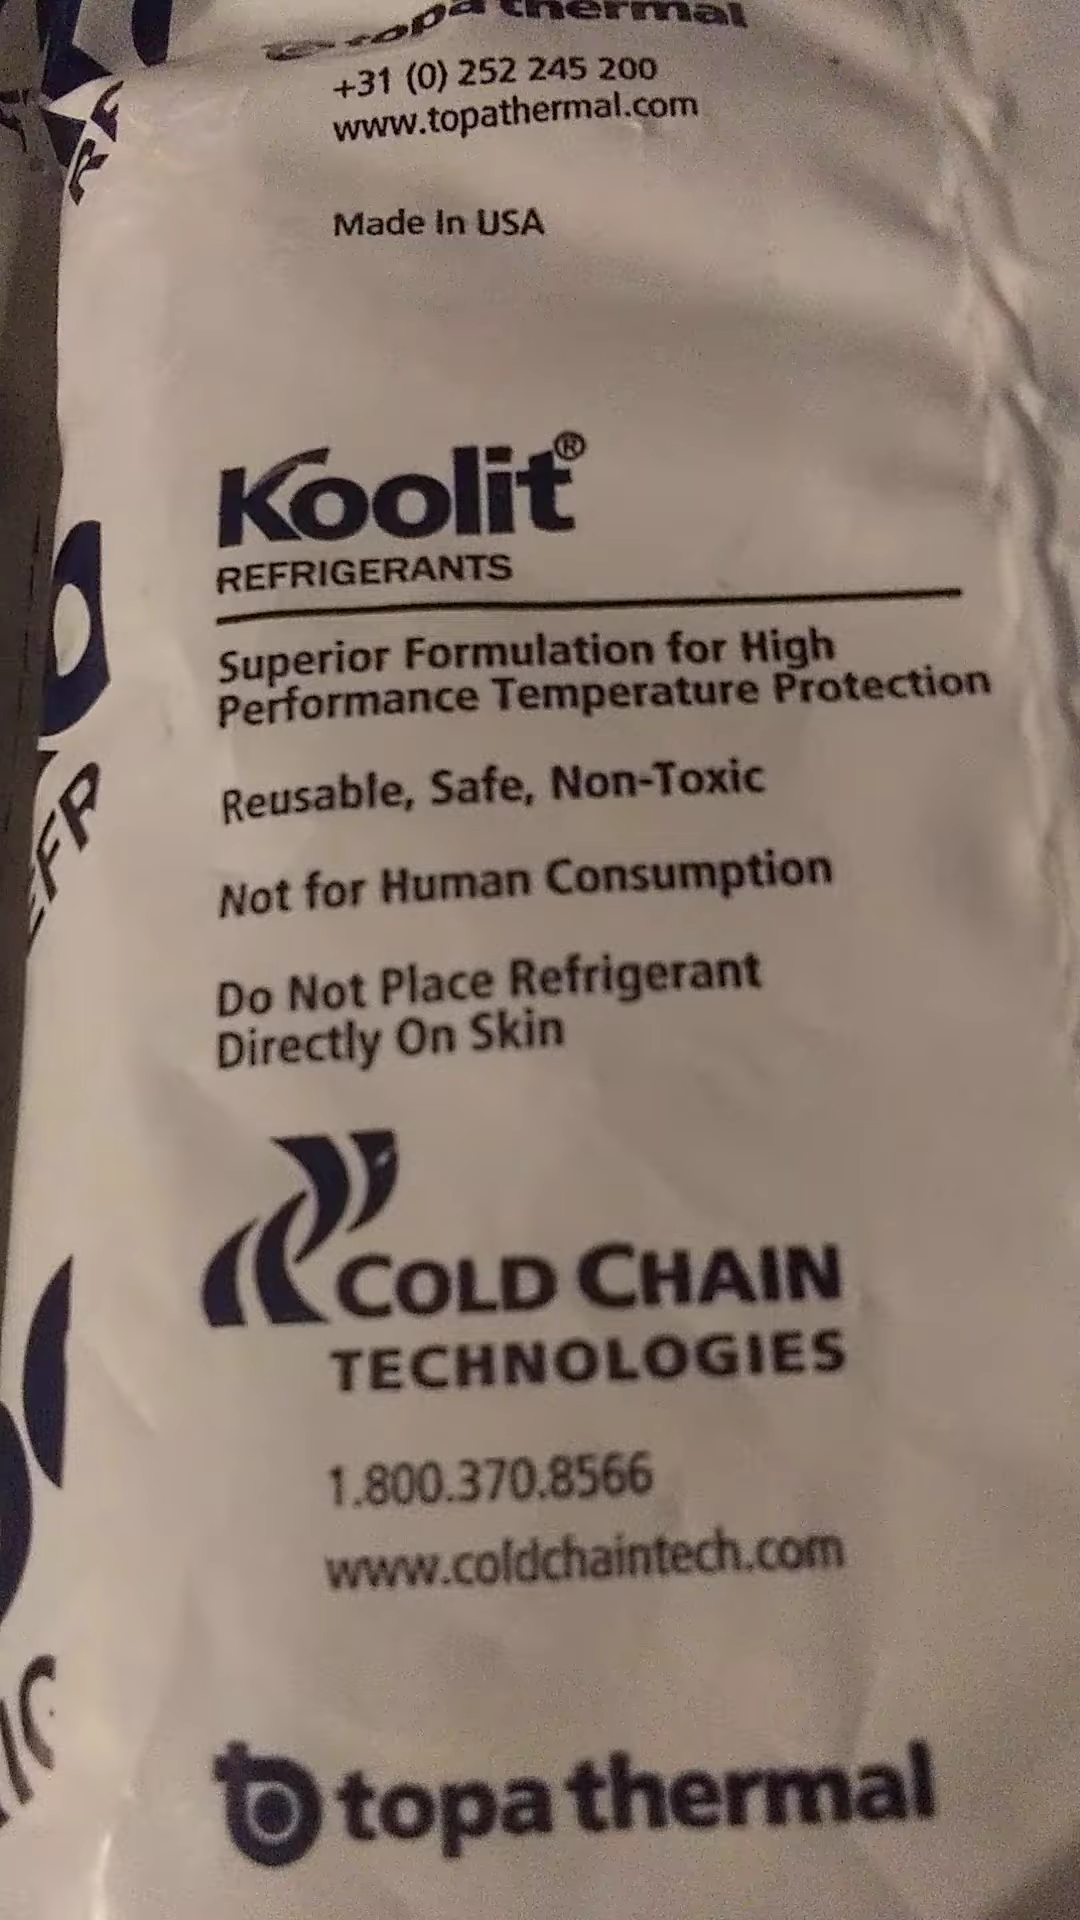 topa thermal
+31 (0) 252 245 200
www.topathermal.com
Made In USA
Koolit®
REFRIGERANTS
Superior Formulation for High
Performance Temperature Protection
Reusable, Safe, Non-Toxic
Not for Human Consumption
Do Not Place Refrigerant
Directly On Skin
COLD CHAIN
TECHNOLOGIES
1.800.370.8566
www.coldchaintech.com
topa thermal